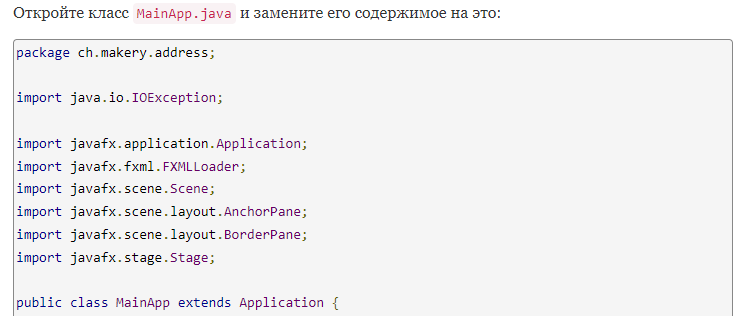 Откройте класс MainApp.java и замените его содержимое на это:
package ch.makery.address;
import java.io.IOException;
import javafx.application.Application;
import javafx.fxml.FXMLLoader;
import javafx.scene.Scene;
import javafx.scene.layout.AnchorPane;
import javafx.scene.layout.BorderPane;
import javafx.stage.Stage;
public class MainApp extends Application {